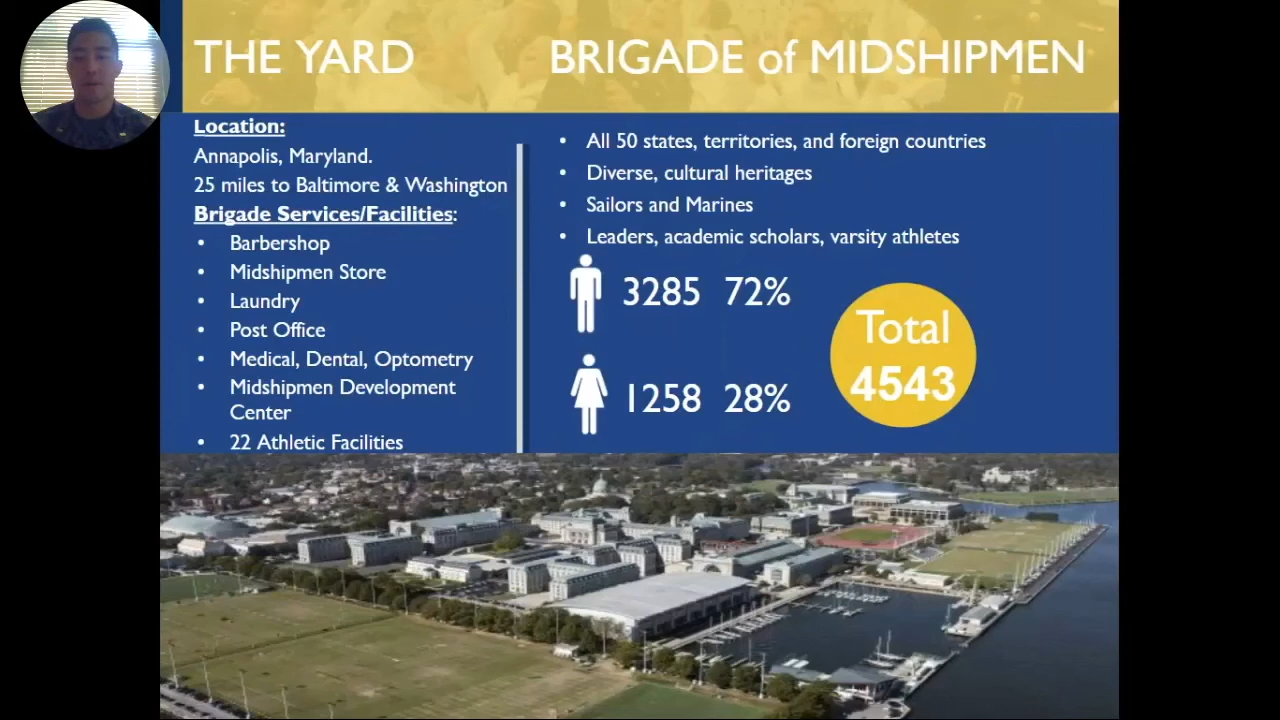 THE YARD
BRIGADE of MIDSHIPMEN
Location:
Annapolis, Maryland.
25 miles to Baltimore & Washington
Brigade Services/Facilities:
• Barbershop
• Midshipmen Store
• Laundry
• Post Office
• Medical, Dental, Optometry
• Midshipmen Development
Center
• 22 Athletic Facilities
• All 50 states, territories, and foreign countries
• Diverse, cultural heritages
• Sailors and Marines
• Leaders, academic scholars, varsity athletes
3285 72%
1258 28%
Total
4543